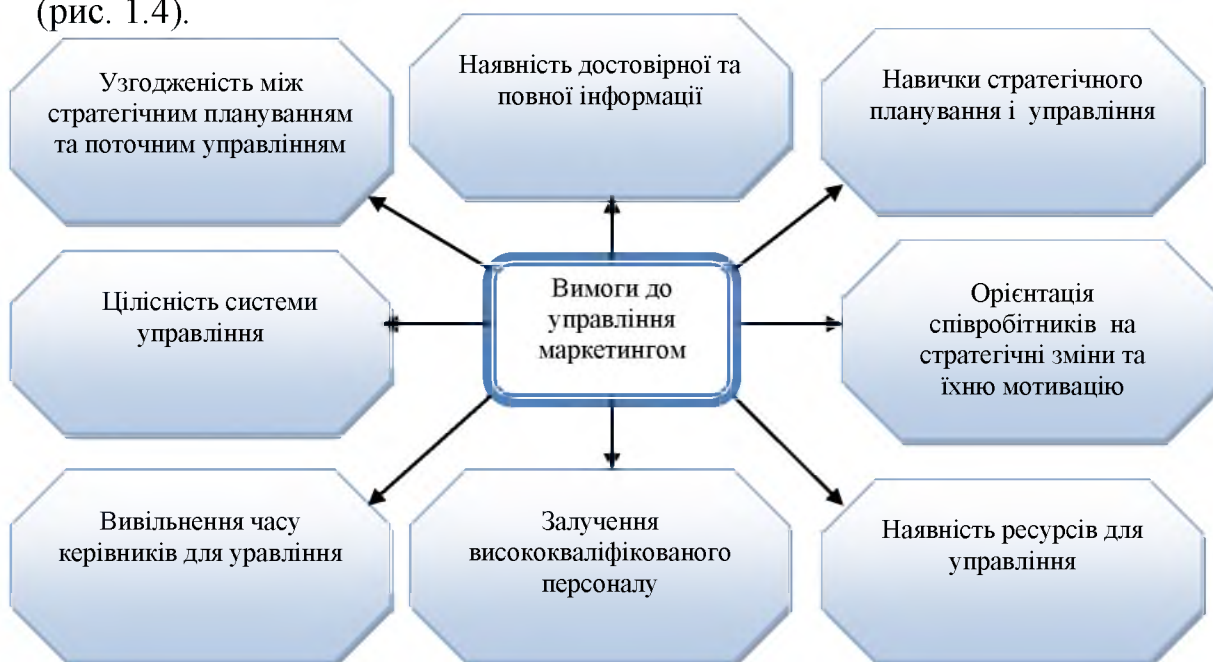 (рис. 1.4).
Узгодженість між
стратегічним плануванням
та поточним управлінням
Наявність достовірної та
повної інформації
Навички стратегічного
планування і управління
Цілісність системи
управління
Вимоги до
управління
маркетингом
Орієнтація
співробітників на
стратегічні зміни та
їхню мотивацію
Вивільнення часу
керівників для уравління
Залучення
висококваліфікованого
персоналу
Наявність ресурсів для
управління